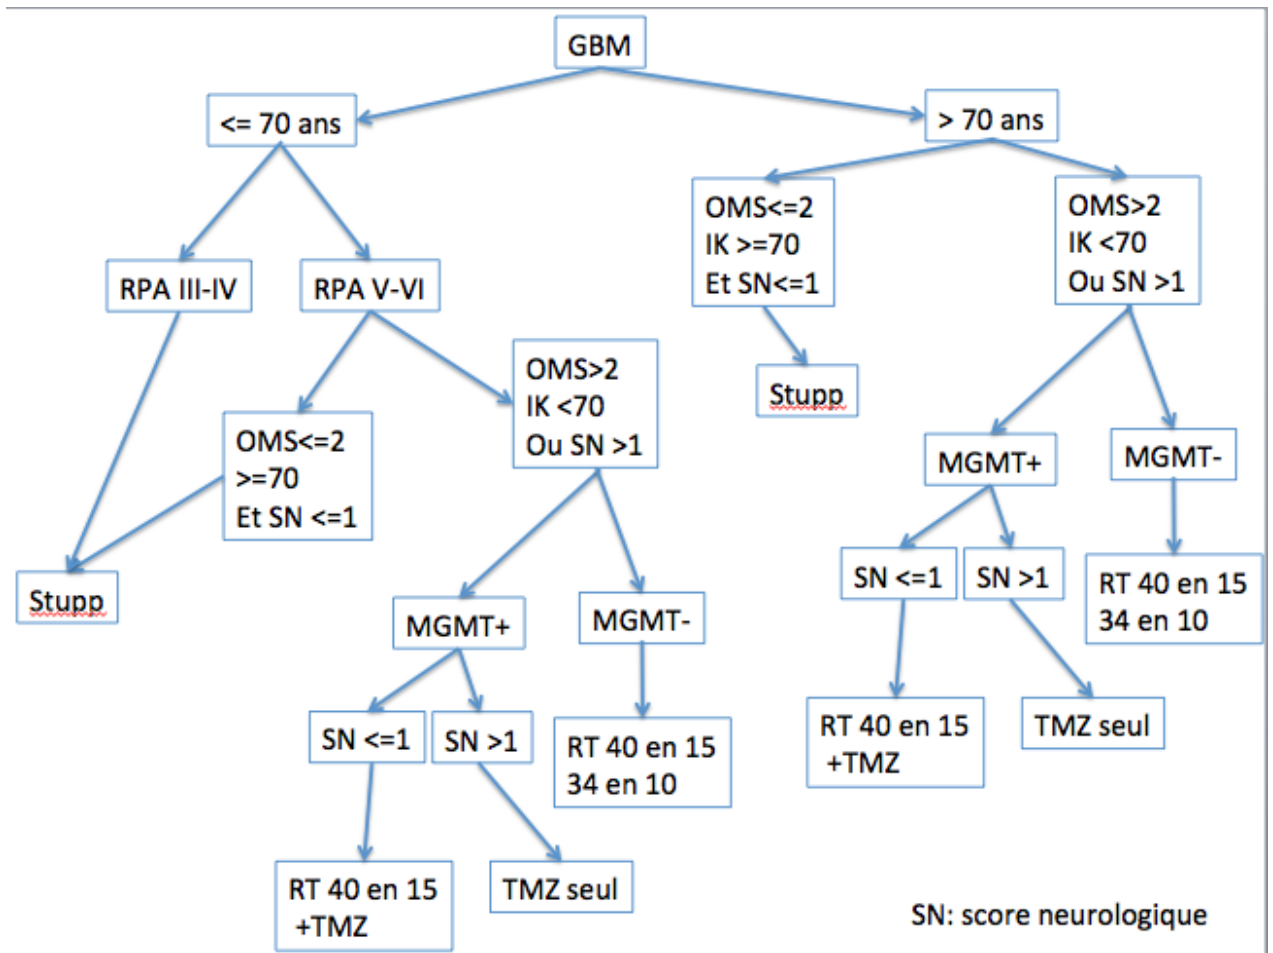 GBM
<= 70 ans
> 70 ans
OMS<=2
IK >=70
Et SN<=1
OMS>2
IK <70
Ou SN >1
RPA III-IV
RPA V-VI
OMS>2
IK <70
Ou SN >1
Stupp
OMS<=2
>=70
Et SN <=1
MGMT+
MGMT-
Stupp
SN <=1
SN >1
RT 40 en 15
34 en 10
MGMT+
MGMT-
RT 40 en 15
+TMZ
TMZ seul
SN <=1
SN >1
RT 40 en 15
34 en 10
RT 40 en 15
+TMZ
TMZ seul
SN: score neurologique